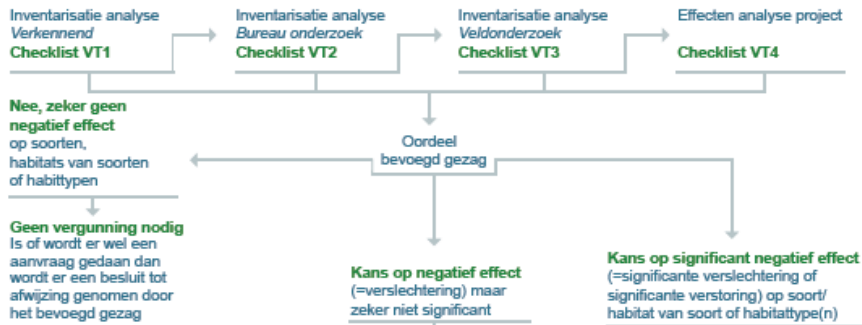 Inventarisatie analyse
Verkennend
Checklist VT1
Inventarisatie analyse
Bureau onderzoek
Checklist VT2
Inventarisatie analyse
Veldonderzoek
Checklist VT3
Effecten analyse project
Checklist VT4
Nee, zeker geen
negatief effect
op soorten,
habitats van soorten
of habittypen
Oordeel
bevoegd gezag
Geen vergunning nodig
Is of wordt er wel een
aanvraag gedaan dan
wordt er een besluit tot
afwijzing genomen door
het bevoegd gezag
Kans op negatief effect
(=verslechtering) maar
zeker niet significant
Kans op significant negatief effect
(=significante verslechtering of
significante verstoring) op soort/
habitat van soort of habitattype(n)